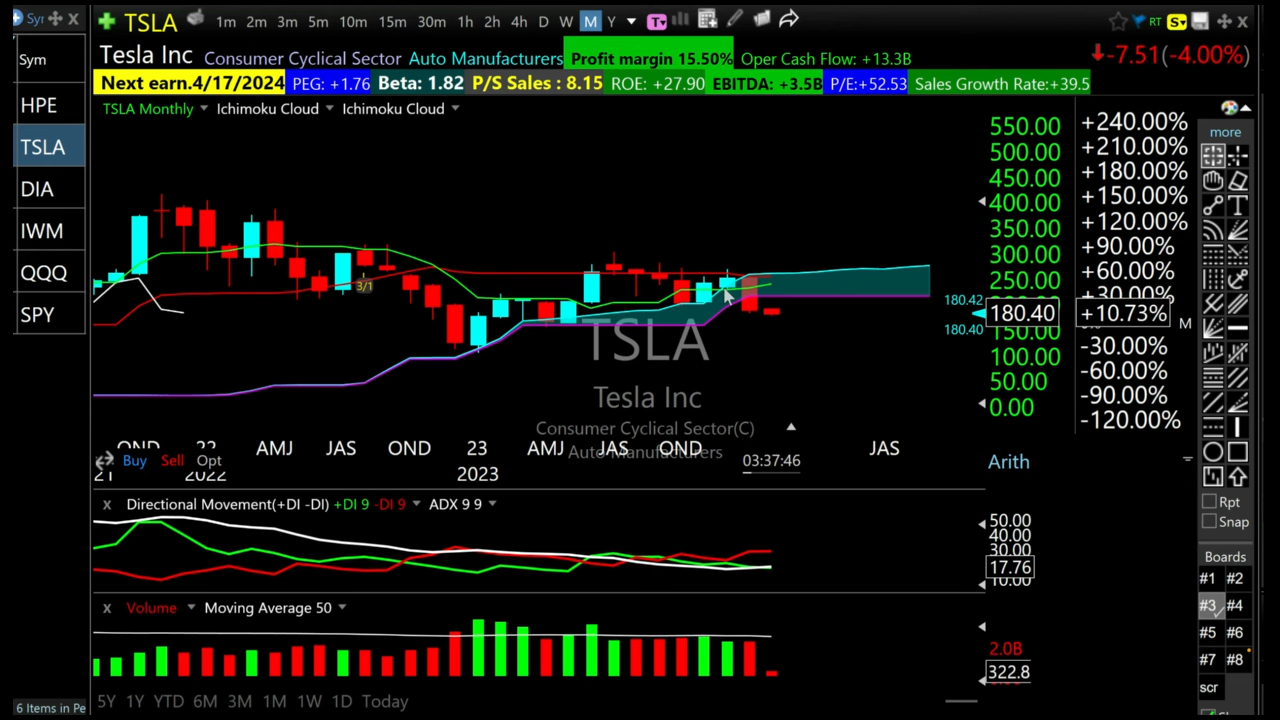 Syr
TSLA 1m 2m 3m 5m 10m 15m 30m 1h 2h 4h D W M Y T RT S
Sym
Tesla Inc Consumer Cyclical Sector Auto Manufacturers Profit margin 15.50% Oper Cash Flow: +13.3B -7.51(-4.00%)
Next earn.4/17/2024 PEG: +1.76 Beta: 1.82 P/S Sales : 8.15 ROE: +27.90 EBITDA: +3.5B P/E:+52.53 Sales Growth Rate:+39.5
HPE
TSLA
DIA
IWM
QQQ
SPY
TSLA Monthly Ichimoku Cloud Ichimoku Cloud
550.00 +240.00%
500.00 +210.00%
450.00 +180.00%
400.00 +150.00%
350.00 +120.00%
300.00 +90.00%
250.00 +60.00%
+30.00%
180.42
180.40 +10.73% M
180.40
150.00 -30.00%
100.00 -60.00%
50.00 -90.00%
0.00 -120.00%
3/1
TSLA
Tesla Inc
Consumer Cyclical Sector(C)
Auto Manufacturers
OND 22 AMJ JAS OND 23 AMJ JAS OND JAS
Buy Sell Opt 03:37:46 Arith
21 2022 2023
x Directional Movement(+DI -DI) +DI 9 -DI 9 ADX 9 9
50.00
40.00
30.00
17.76
10.00
x Volume Moving Average 50
2.0B
322.8
5Y 1Y YTD 6M 3M 1M 1W 1D Today
6 Items in Pe
more
T
Rpt
Snap
Boards
#1 #2
#3 #4
#5 #6
#7 #8
scr